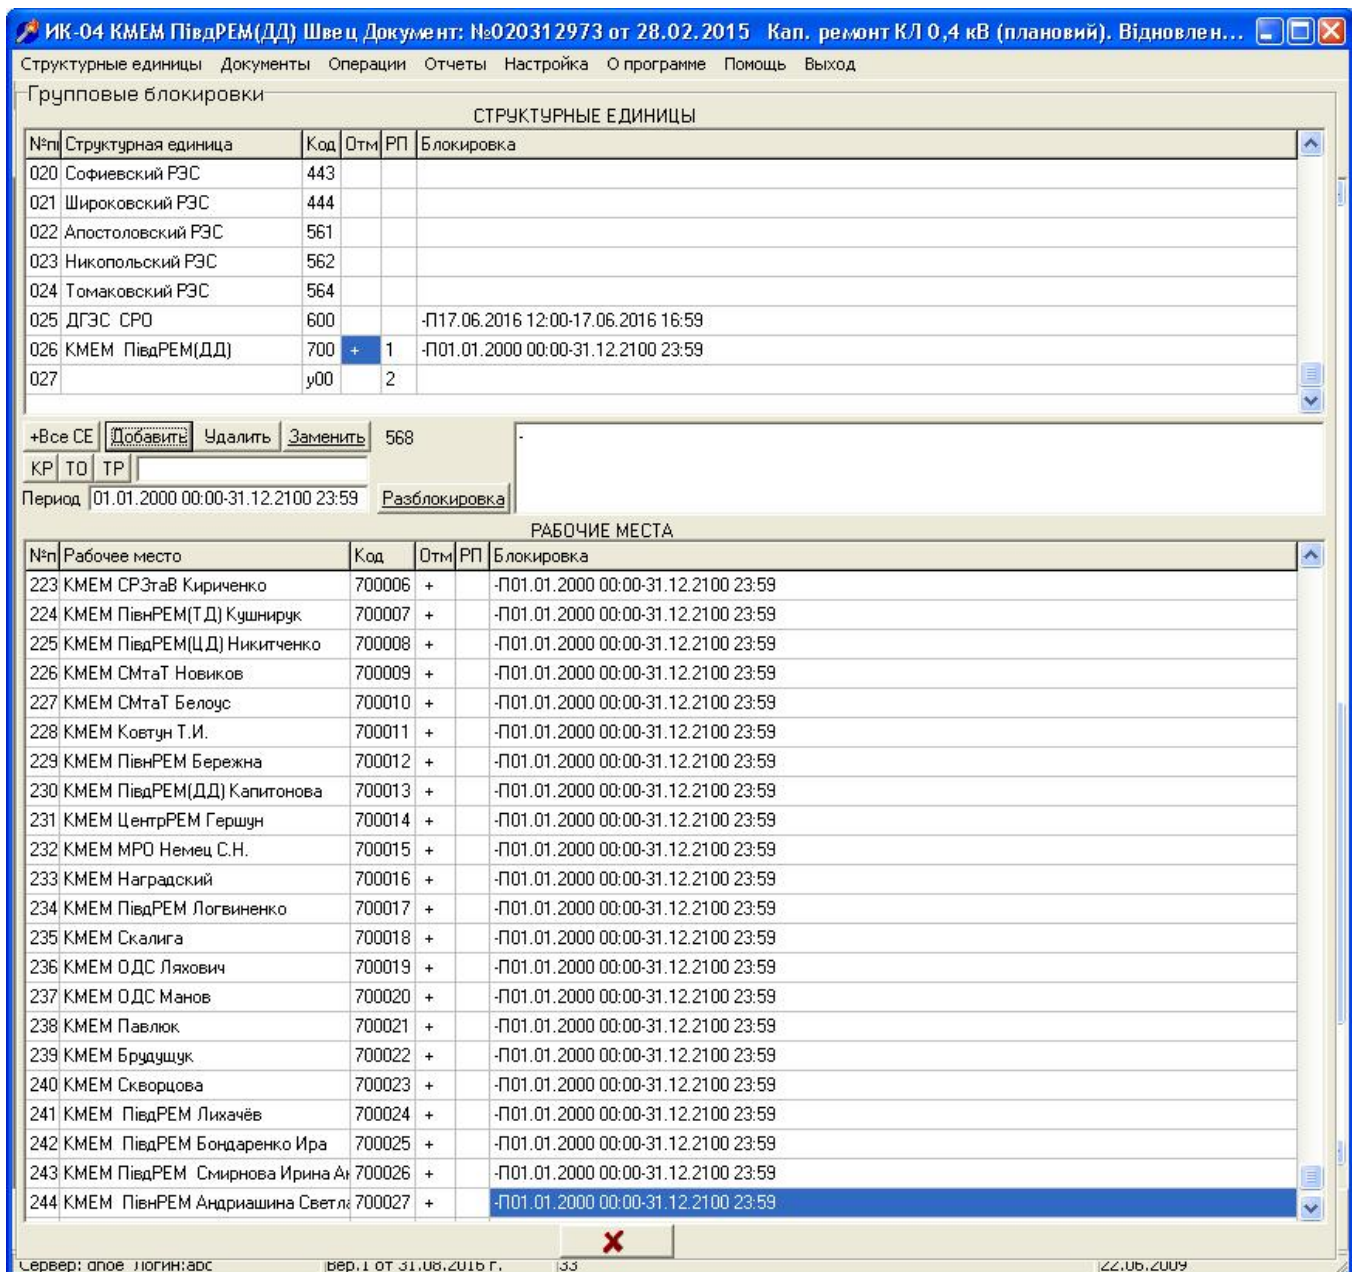 ИК-04 КМЕМ ПівдРЕМ(ДД) Швец Документ: №020312973 от 28.02.2015 Кап. ремонт КЛ 0,4 кВ (плановий). Відновлен...
Структурные единицы Документы Операции Отчеты Настройка О программе Помощь Выход
Групповые блокировки
СТРУКТУРНЫЕ ЕДИНИЦЫ
№пп Структурная единица Код Отм РП Блокировка
020 Софиевский РЭС 443
021 Широковский РЭС 444
022 Апостоловский РЭС 561
023 Никопольский РЭС 562
024 Томаковский РЭС 564
025 ДГЭС СРО 600 -П17.06.2016 12:00-17.06.2016 16:59
026 КМЕМ ПівдРЕМ(ДД) 700 + 1 -П01.01.2000 00:00-31.12.2100 23:59
027 у00 2
+Все СЕ Добавить Удалить Заменить 568 -
КР ТО ТР
Период 01.01.2000 00:00-31.12.2100 23:59 Разблокировка
РАБОЧИЕ МЕСТА
№п Рабочее место Код Отм РП Блокировка
223 КМЕМ СРЗтаВ Кириченко 700006 + -П01.01.2000 00:00-31.12.2100 23:59
224 КМЕМ ПівнРЕМ(ТД) Кушнирук 700007 + -П01.01.2000 00:00-31.12.2100 23:59
225 КМЕМ ПівдРЕМ(ЦД) Никитченко 700008 + -П01.01.2000 00:00-31.12.2100 23:59
226 КМЕМ СМтаТ Новиков 700009 + -П01.01.2000 00:00-31.12.2100 23:59
227 КМЕМ СМтаТ Белоус 700010 + -П01.01.2000 00:00-31.12.2100 23:59
228 КМЕМ Ковтун Т.И. 700011 + -П01.01.2000 00:00-31.12.2100 23:59
229 КМЕМ ПівнРЕМ Бережна 700012 + -П01.01.2000 00:00-31.12.2100 23:59
230 КМЕМ ПівдРЕМ(ДД) Капитонова 700013 + -П01.01.2000 00:00-31.12.2100 23:59
231 КМЕМ ЦентрРЕМ Гершун 700014 + -П01.01.2000 00:00-31.12.2100 23:59
232 КМЕМ МРО Немец С.Н. 700015 + -П01.01.2000 00:00-31.12.2100 23:59
233 КМЕМ Наградский 700016 + -П01.01.2000 00:00-31.12.2100 23:59
234 КМЕМ ПівдРЕМ Логвиненко 700017 + -П01.01.2000 00:00-31.12.2100 23:59
235 КМЕМ Скалига 700018 + -П01.01.2000 00:00-31.12.2100 23:59
236 КМЕМ ОДС Ляхович 700019 + -П01.01.2000 00:00-31.12.2100 23:59
237 КМЕМ ОДС Манов 700020 + -П01.01.2000 00:00-31.12.2100 23:59
238 КМЕМ Павлюк 700021 + -П01.01.2000 00:00-31.12.2100 23:59
239 КМЕМ Брудущук 700022 + -П01.01.2000 00:00-31.12.2100 23:59
240 КМЕМ Скворцова 700023 + -П01.01.2000 00:00-31.12.2100 23:59
241 КМЕМ ПівдРЕМ Лихачёв 700024 + -П01.01.2000 00:00-31.12.2100 23:59
242 КМЕМ ПівдРЕМ Бондаренко Ира 700025 + -П01.01.2000 00:00-31.12.2100 23:59
243 КМЕМ ПівдРЕМ Смирнова Ирина Ан 700026 + -П01.01.2000 00:00-31.12.2100 23:59
244 КМЕМ ПівнРЕМ Андриашина Светла 700027 + -П01.01.2000 00:00-31.12.2100 23:59
Сервер: Логин:abc Вер.1 от 31.08.2016 г. 33 22.06.2009